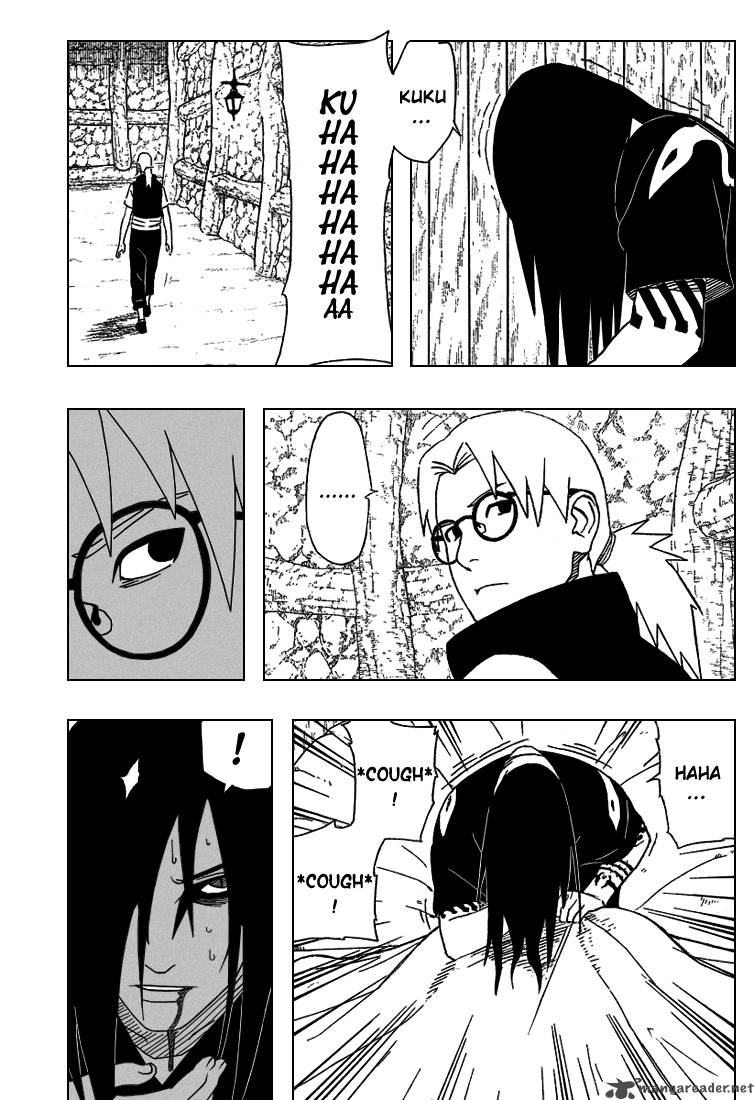 KUKU
...
KU
HA
HA
HA
HA
HA
HA
AA
......
HAHA
...
*COUGH*
!
*COUGH*
!
!
mangareader.net